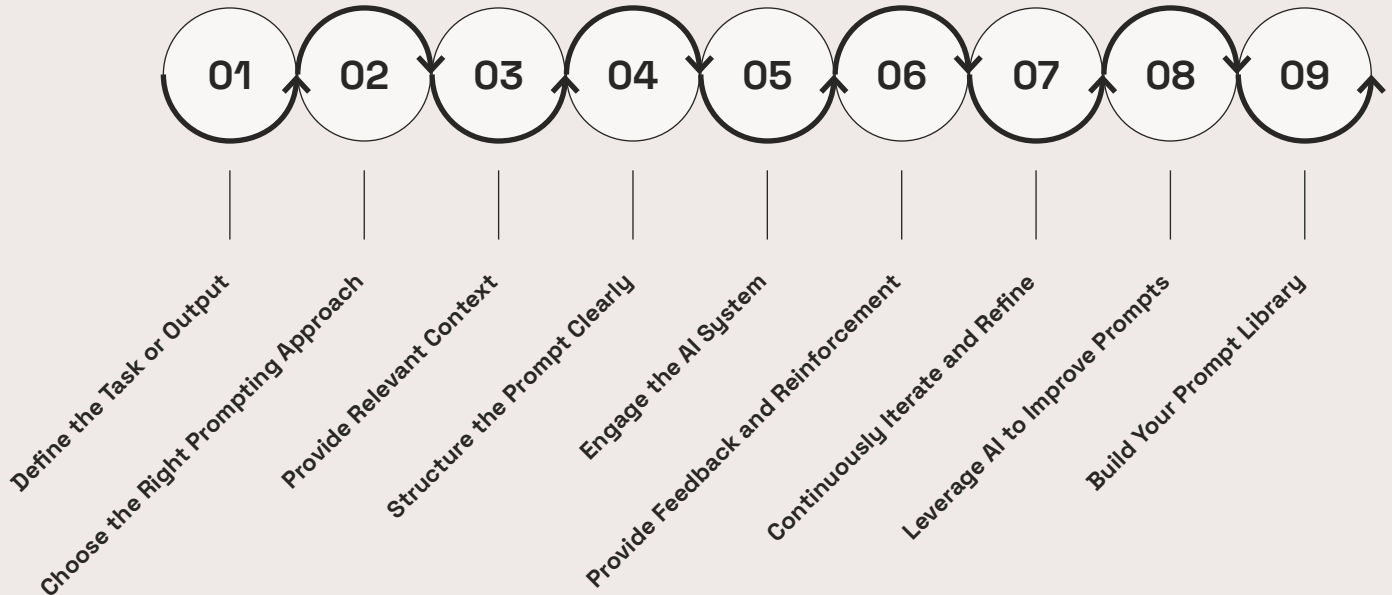 01
02
03
04
05
06
07
08
09
Define the Task or Output
Choose the Right Prompting Approach
Provide Relevant Context
Structure the Prompt Clearly
Engage the AI System
Provide Feedback and Reinforcement
Continuously Iterate and Refine
Leverage AI to Improve Prompts
Build Your Prompt Library